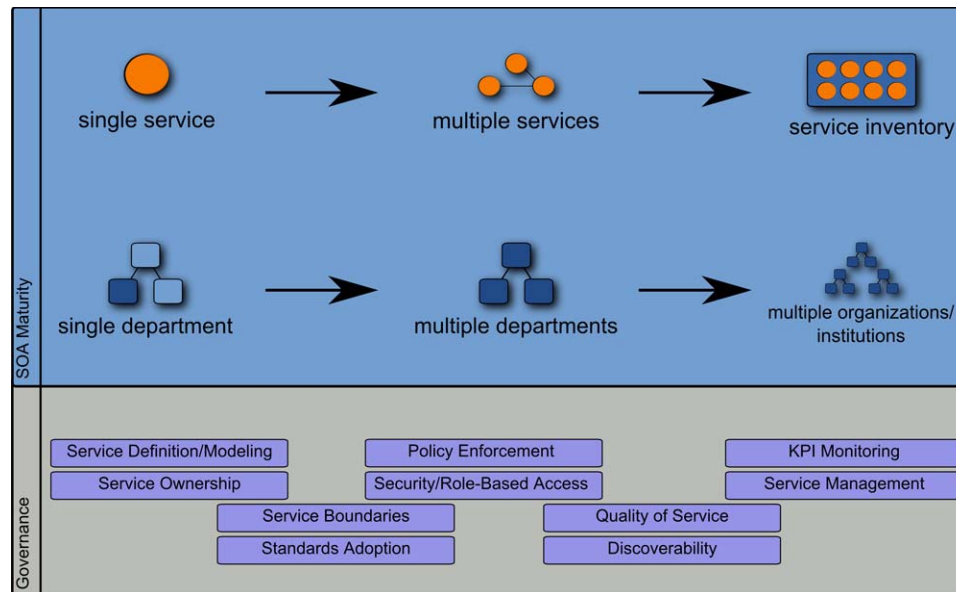 single service
multiple services
service inventory
SOA Maturity
single department
multiple departments
multiple organizations/
institutions
Governance
Service Definition/Modeling
Policy Enforcement
KPI Monitoring
Service Ownership
Security/Role-Based Access
Service Management
Service Boundaries
Quality of Service
Standards Adoption
Discoverability